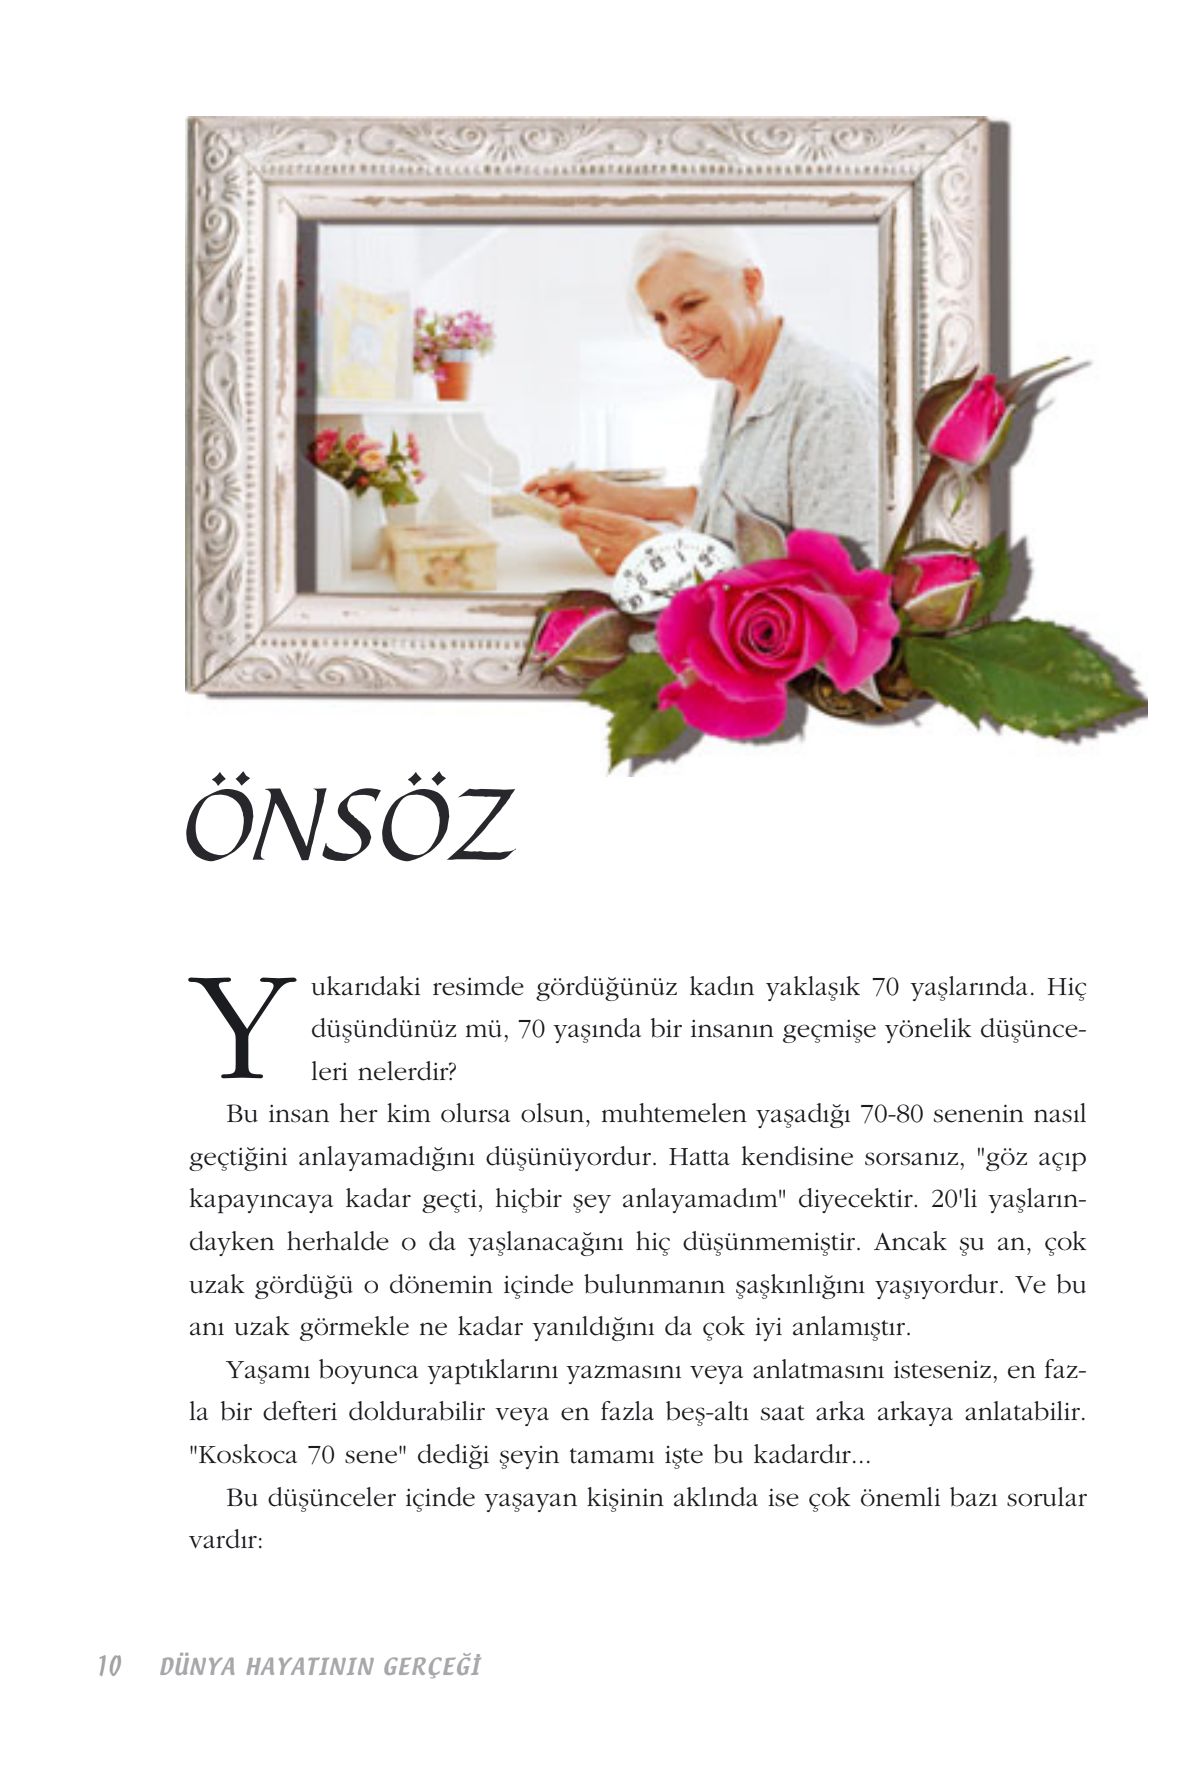 ÖNSÖZ
Yukarıdaki resimde gördüğünüz kadın yaklaşık 70 yaşlarında. Hiç
düşündünüz mü, 70 yaşında bir insanın geçmişe yönelik düşünce-
leri nelerdir?
Bu insan her kim olursa olsun, muhtemelen yaşadığı 70-80 senenin nasıl
geçtiğini anlayamadığını düşünüyordur. Hatta kendisine sorsanız, "göz açıp
kapayıncaya kadar geçti, hiçbir şey anlayamadım" diyecektir. 20'li yaşların-
dayken herhalde o da yaşlanacağını hiç düşünmemiştir. Ancak şu an, çok
uzak gördüğü o dönemin içinde bulunmanın şaşkınlığını yaşıyordur. Ve bu
anı uzak görmekle ne kadar yanıldığını da çok iyi anlamıştır.
Yaşamı boyunca yaptıklarını yazmasını veya anlatmasını isteseniz, en faz-
la bir defteri doldurabilir veya en fazla beş-altı saat arka arkaya anlatabilir.
"Koskoca 70 sene" dediği şeyin tamamı işte bu kadardır...
Bu düşünceler içinde yaşayan kişinin aklında ise çok önemli bazı sorular
vardır:
10 DÜNYA HAYATININ GERÇEĞİ